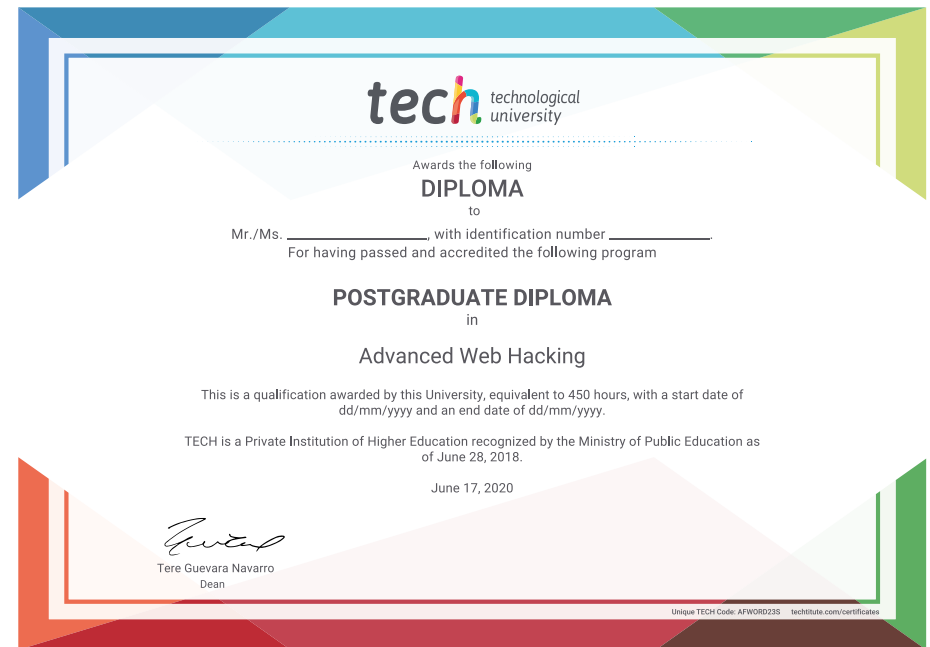 tech technological
university
Awards the following
DIPLOMA
to
Mr./Ms. ____________________, with identification number ______________.
For having passed and accredited the following program
POSTGRADUATE DIPLOMA
in
Advanced Web Hacking
This is a qualification awarded by this University, equivalent to 450 hours, with a start date of
dd/mm/yyyy and an end date of dd/mm/yyyy.
TECH is a Private Institution of Higher Education recognized by the Ministry of Public Education as
of June 28, 2018.
June 17, 2020
Tere Guevara Navarro
Dean
Unique TECH Code: AFWORD23S techtitute.com/certificates